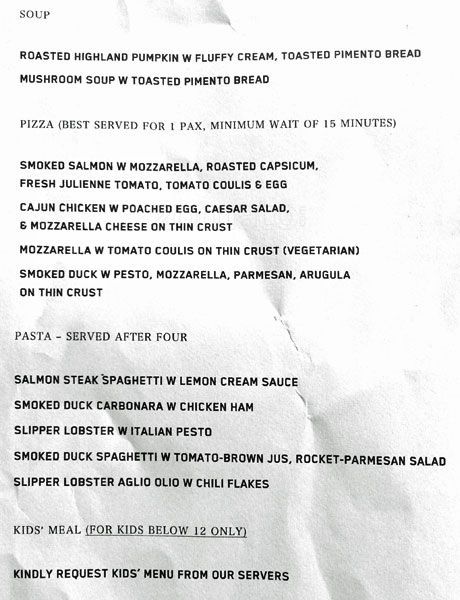 SOUP
ROASTED HIGHLAND PUMPKIN W FLUFFY CREAM, TOASTED PIMENTO BREAD
MUSHROOM SOUP W TOASTED PIMENTO BREAD
PIZZA (BEST SERVED FOR 1 PAX, MINIMUM WAIT OF 15 MINUTES)
SMOKED SALMON W MOZZARELLA, ROASTED CAPSICUM,
FRESH JULIENNE TOMATO, TOMATO COULIS & EGG
CAJUN CHICKEN W POACHED EGG, CAESAR SALAD,
& MOZZARELLA CHEESE ON THIN CRUST
MOZZARELLA W TOMATO COULIS ON THIN CRUST (VEGETARIAN)
SMOKED DUCK W PESTO, MOZZARELLA, PARMESAN, ARUGULA
ON THIN CRUST
PASTA – SERVED AFTER FOUR
SALMON STEAK SPAGHETTI W LEMON CREAM SAUCE
SMOKED DUCK CARBONARA W CHICKEN HAM
SLIPPER LOBSTER W ITALIAN PESTO
SMOKED DUCK SPAGHETTI W TOMATO-BROWN JUS, ROCKET-PARMESAN SALAD
SLIPPER LOBSTER AGLIO OLIO W CHILI FLAKES
KIDS' MEAL (FOR KIDS BELOW 12 ONLY)
KINDLY REQUEST KIDS' MENU FROM OUR SERVERS